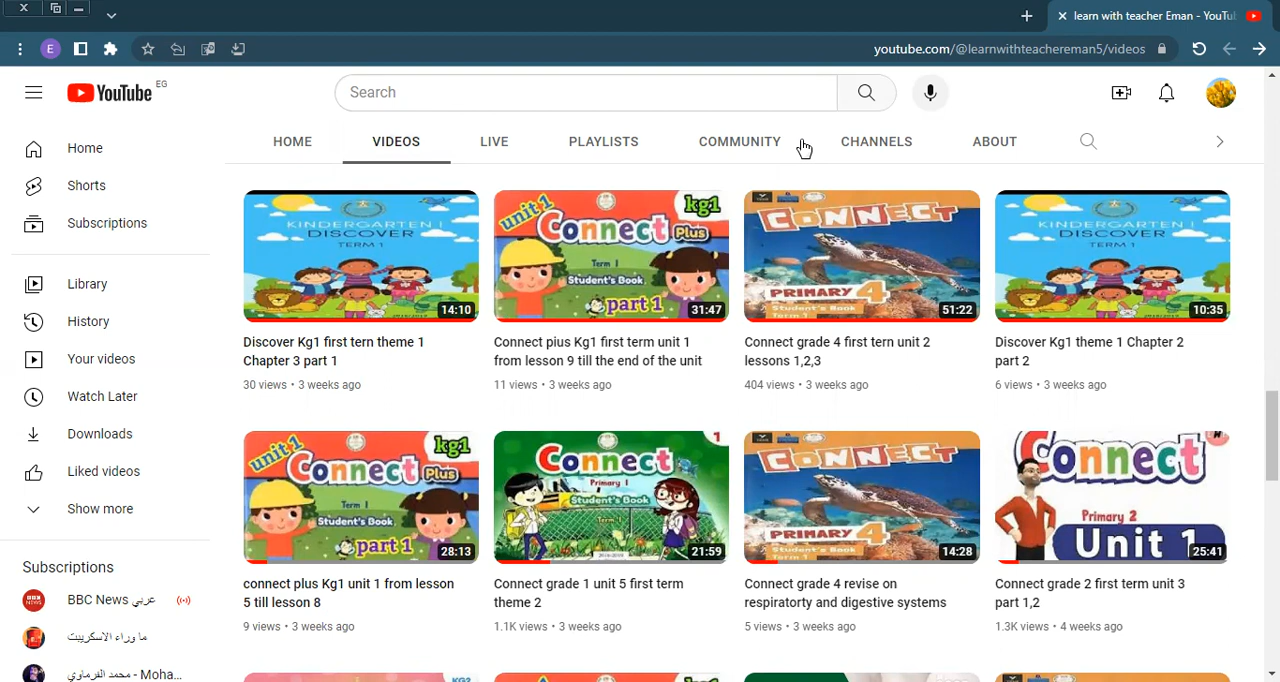 learn with teacher Eman - YouTu
E
youtube.com/@learnwithteachereman5/videos
YouTube EG
Search
HOME
VIDEOS
LIVE
PLAYLISTS
COMMUNITY
CHANNELS
ABOUT
Home
Shorts
Subscriptions
Library
History
Your videos
Watch Later
Downloads
Liked videos
Show more
Subscriptions
BBC News عربي
ما وراء الاسكريبت
محمد الفرماوي - Moha...
KINDERGARTEN 1
DISCOVER
TERM 1
14:10
Discover Kg1 first tern theme 1
Chapter 3 part 1
30 views • 3 weeks ago
unit 1
kg1
Connect Plus
Term 1
Student's Book
part 1
31:47
Connect pius Kg1 first term unit 1
from lesson 9 till the end of the unit
11 views • 3 weeks ago
CONNECT
PRIMARY 4
Student's Book
Term 1
51:22
Connect grade 4 first tern unit 2
lessons 1,2,3
404 views • 3 weeks ago
KINDERGARTEN 1
DISCOVER
TERM 1
10:35
Discover Kg1 theme 1 Chapter 2
part 2
6 views • 3 weeks ago
unit 1
kg1
Connect Plus
Term 1
Student's Book
part 1
28:13
connect plus Kg1 unit 1 from lesson
5 till lesson 8
9 views • 3 weeks ago
1
Connect
Primary 1
Student's Book
Term 1
21:59
Connect grade 1 unit 5 first term
theme 2
1.1K views • 3 weeks ago
CONNECT
PRIMARY 4
Student's Book
14:28
Connect grade 4 revise on
respiratorty and digestive systems
5 views • 3 weeks ago
Connect
Primary 2
Unit 1
25:41
Connect grade 2 first term unit 3
part 1,2
1.3K views • 4 weeks ago
KG2
kg1